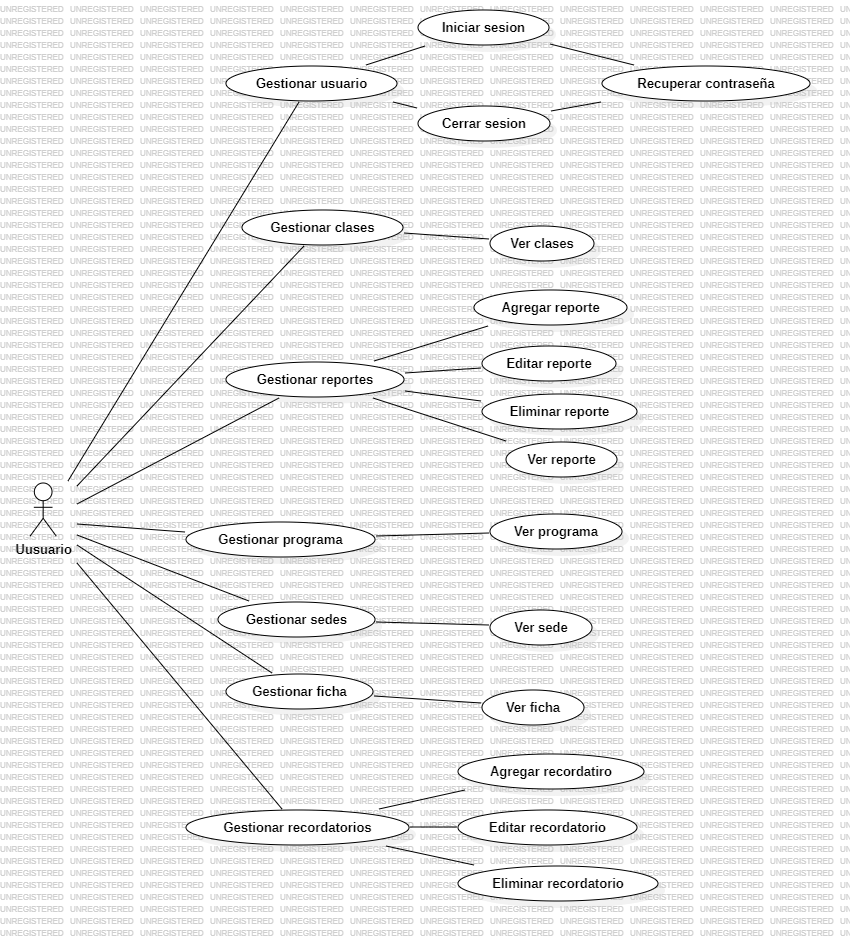 Iniciar sesion
Gestionar usuario
Recuperar contraseña
Cerrar sesion
Gestionar clases
Ver clases
Agregar reporte
Editar reporte
Gestionar reportes
Eliminar reporte
Ver reporte
Uusuario
Gestionar programa
Ver programa
Gestionar sedes
Ver sede
Gestionar ficha
Ver ficha
Agregar recordatiro
Gestionar recordatorios
Editar recordatorio
Eliminar recordatorio
UNREGISTERED